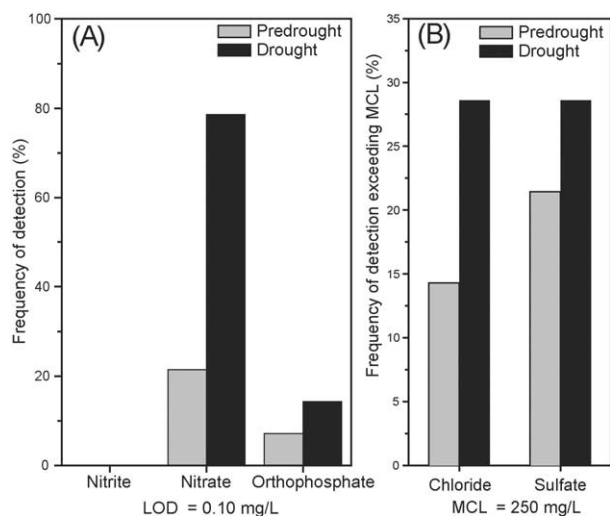 (A)
Predrought
Drought
Frequency of detection (%)
100
80
60
40
20
0
Nitrite Nitrate Orthophosphate
LOD = 0.10 mg/L
(B)
Predrought
Drought
Frequency of detection exceeding MCL (%)
35
30
25
20
15
10
5
0
Chloride Sulfate
MCL = 250 mg/L